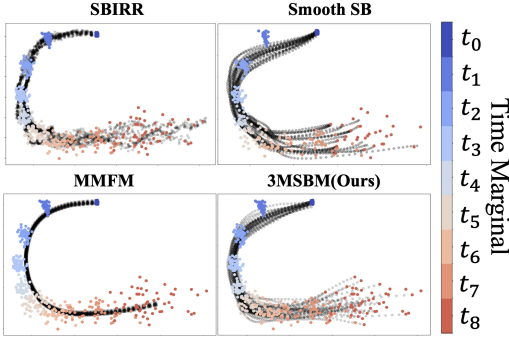 SBIRR
Smooth SB
MMFM
3MSBM(Ours)
t0
t1
t2
t3
t4
t5
t6
t7
t8
Time Marginal